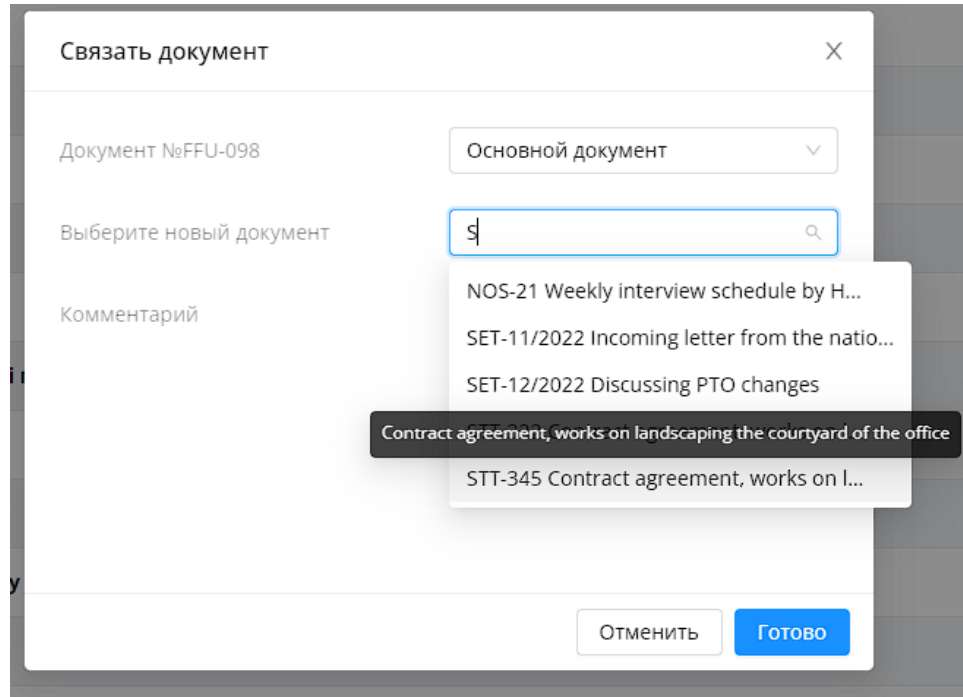 Связать документ
Документ №FFU-098
Основной документ
Выберите новый документ
S
NOS-21 Weekly interview schedule by H...
Комментарий
SET-11/2022 Incoming letter from the natio...
SET-12/2022 Discussing PTO changes
Contract agreement, works on landscaping the courtyard of the office
STT-345 Contract agreement, works on l...
у
Отменить
Готово